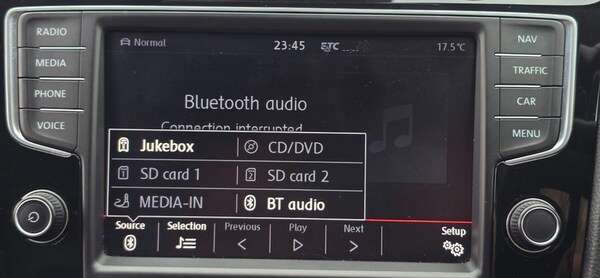 RADIO
MEDIA
PHONE
VOICE
Normal 23:45 ETC 17.5°C
Bluetooth audio
Connection interrupted
Jukebox CD/DVD
SD card 1 SD card 2
MEDIA-IN BT audio
Source Selection Previous Play Next Setup
NAV
TRAFFIC
CAR
MENU